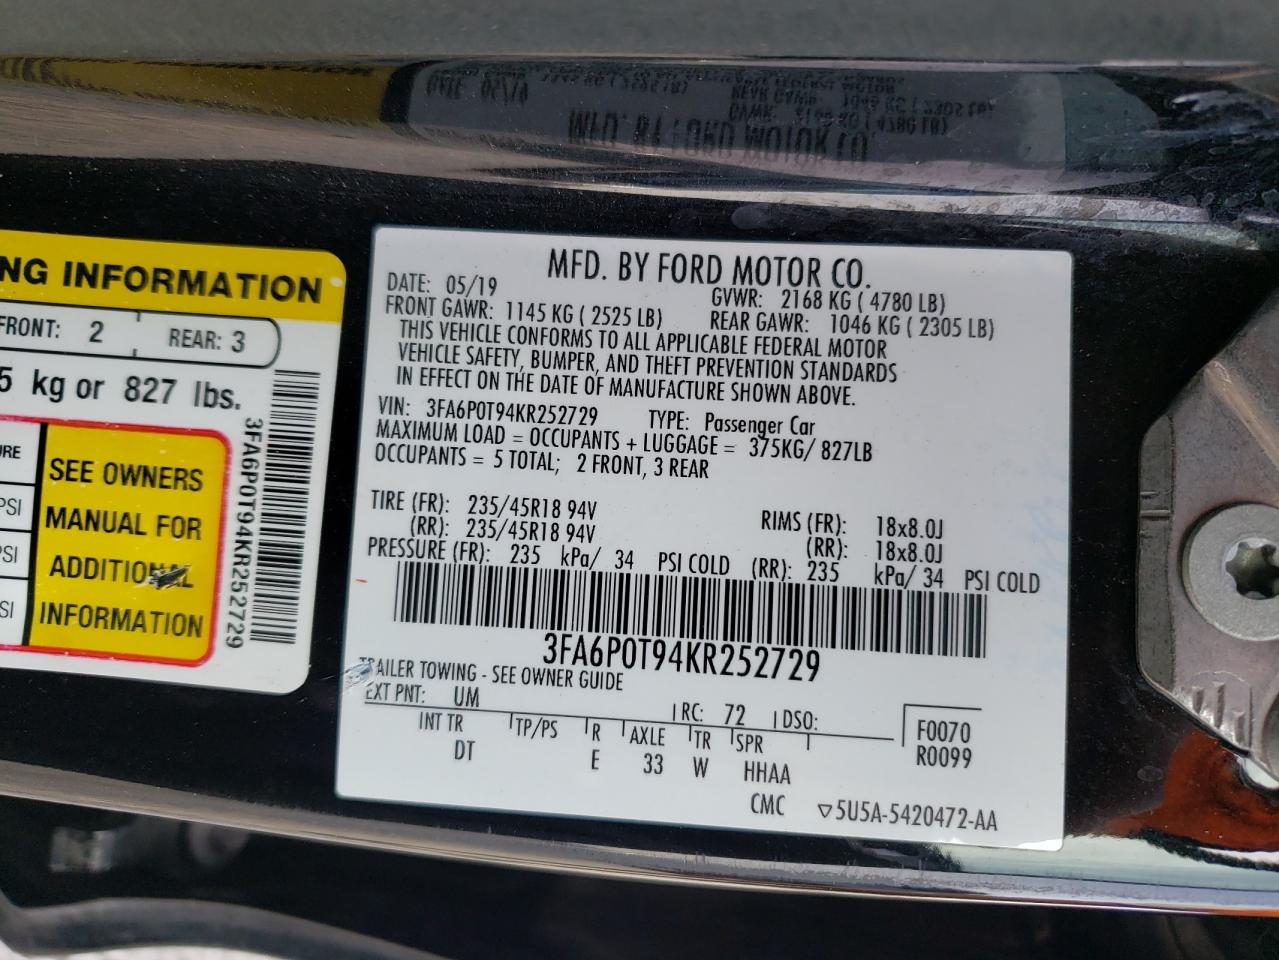 NG INFORMATION
FRONT: 2 REAR: 3
5 kg or 827 lbs.
URE
PSI
PSI
SI
SEE OWNERS
MANUAL FOR
ADDITIONAL
INFORMATION
3FA6P0T94KR252729
MFD. BY FORD MOTOR CO.
DATE: 05/19 GVWR: 2168 KG ( 4780 LB)
FRONT GAWR: 1145 KG ( 2525 LB) REAR GAWR: 1046 KG ( 2305 LB)
THIS VEHICLE CONFORMS TO ALL APPLICABLE FEDERAL MOTOR
VEHICLE SAFETY, BUMPER, AND THEFT PREVENTION STANDARDS
IN EFFECT ON THE DATE OF MANUFACTURE SHOWN ABOVE.
VIN: 3FA6P0T94KR252729 TYPE: Passenger Car
MAXIMUM LOAD = OCCUPANTS + LUGGAGE = 375KG/ 827LB
OCCUPANTS = 5 TOTAL; 2 FRONT, 3 REAR
TIRE (FR): 235/45R18 94V RIMS (FR): 18x8.0J
(RR): 235/45R18 94V (RR): 18x8.0J
PRESSURE (FR): 235 kPa/ 34 PSI COLD (RR): 235 kPa/ 34 PSI COLD
3FA6P0T94KR252729
TRAILER TOWING - SEE OWNER GUIDE
EXT PNT: UM RC: 72 DSO:
INT TR TP/PS R AXLE TR SPR F0070
DT E 33 W HHAA R0099
CMC ▽5U5A-5420472-AA